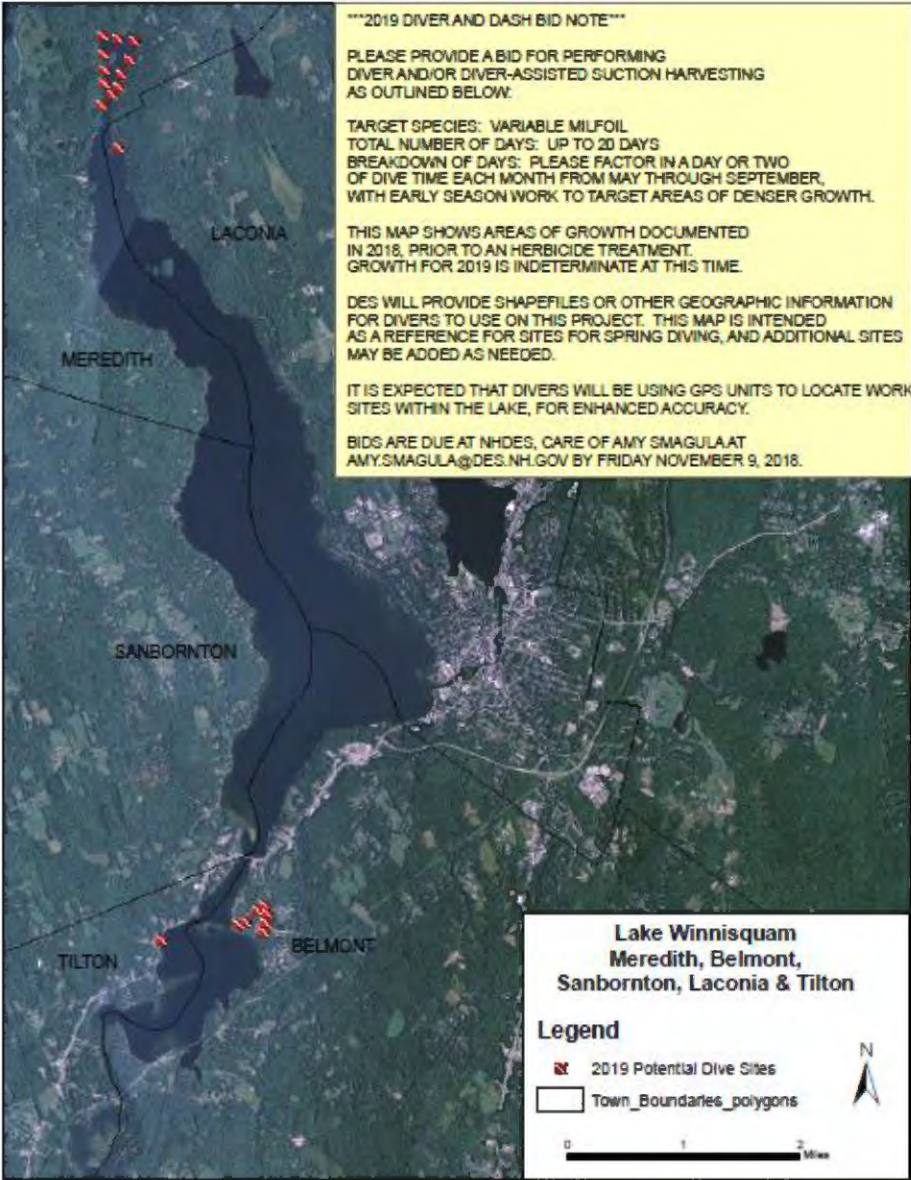 ***2019 DIVER AND DASH BID NOTE***
PLEASE PROVIDE A BID FOR PERFORMING
DIVER AND/OR DIVER-ASSISTED SUCTION HARVESTING
AS OUTLINED BELOW:
TARGET SPECIES: VARIABLE MILFOIL
TOTAL NUMBER OF DAYS: UP TO 20 DAYS
BREAKDOWN OF DAYS: PLEASE FACTOR IN A DAY OR TWO
OF DIVE TIME EACH MONTH FROM MAY THROUGH SEPTEMBER,
WITH EARLY SEASON WORK TO TARGET AREAS OF DENSER GROWTH.
THIS MAP SHOWS AREAS OF GROWTH DOCUMENTED
IN 2018, PRIOR TO AN HERBICIDE TREATMENT.
GROWTH FOR 2019 IS INDETERMINATE AT THIS TIME.
DES WILL PROVIDE SHAPEFILES OR OTHER GEOGRAPHIC INFORMATION
FOR DIVERS TO USE ON THIS PROJECT. THIS MAP IS INTENDED
AS A REFERENCE FOR SITES FOR SPRING DIVING, AND ADDITIONAL SITES
MAY BE ADDED AS NEEDED.
IT IS EXPECTED THAT DIVERS WILL BE USING GPS UNITS TO LOCATE WORK
SITES WITHIN THE LAKE, FOR ENHANCED ACCURACY.
BIDS ARE DUE AT NHDES, CARE OF AMY SMAGULA AT
AMY.SMAGULA@DES.NH.GOV BY FRIDAY NOVEMBER 9, 2018.
LACONIA
MEREDITH
SANBORNTON
BELMONT
TILTON
Lake Winnisquam
Meredith, Belmont,
Sanbornton, Laconia & Tilton
Legend
2019 Potential Dive Sites
Town_Boundaries_polygons
N
0 1 2
Miles